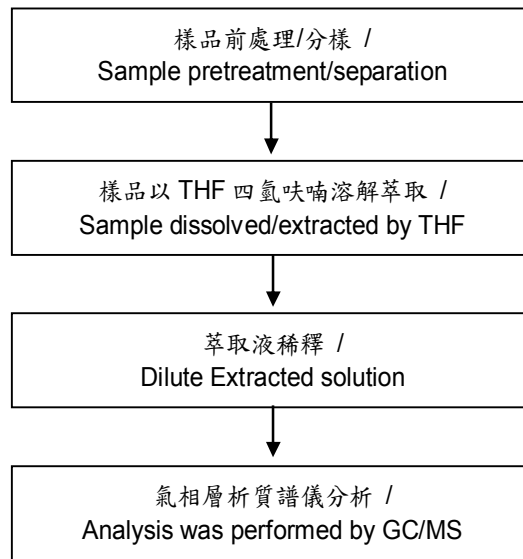 樣品前處理/分樣 /
Sample pretreatment/separation
樣品以 THF 四氫呋喃溶解萃取 /
Sample dissolved/extracted by THF
萃取液稀釋 /
Dilute Extracted solution
氣相層析質譜儀分析 /
Analysis was performed by GC/MS